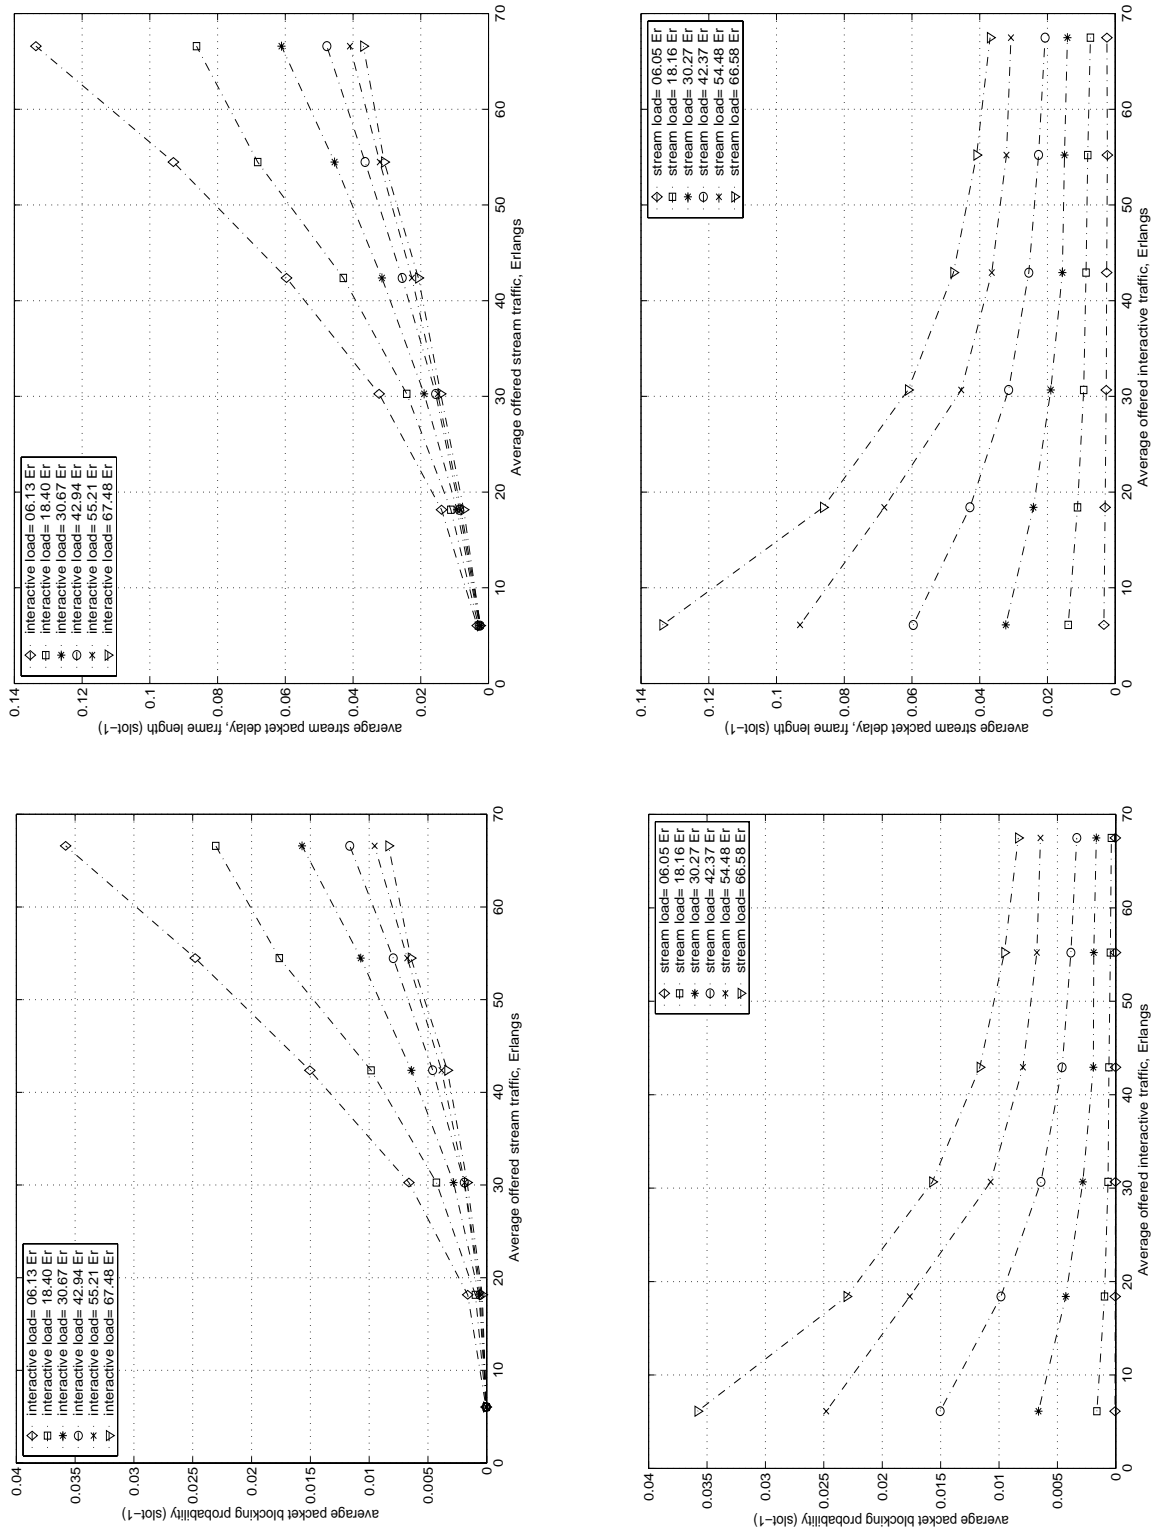 average packet blocking probability (slot−1)
0.04
0.035
0.03
0.025
0.02
0.015
0.01
0.005
0
interactive load= 06.13 Er
interactive load= 18.40 Er
interactive load= 30.67 Er
interactive load= 42.94 Er
interactive load= 55.21 Er
interactive load= 67.48 Er
0 10 20 30 40 50 60 70
Average offered stream traffic, Erlangs
average stream packet delay, frame length (slot−1)
0.14
0.12
0.1
0.08
0.06
0.04
0.02
0
interactive load= 06.13 Er
interactive load= 18.40 Er
interactive load= 30.67 Er
interactive load= 42.94 Er
interactive load= 55.21 Er
interactive load= 67.48 Er
0 10 20 30 40 50 60 70
Average offered stream traffic, Erlangs
average packet blocking probability (slot−1)
0.04
0.035
0.03
0.025
0.02
0.015
0.01
0.005
0
stream load= 06.05 Er
stream load= 18.16 Er
stream load= 30.27 Er
stream load= 42.37 Er
stream load= 54.48 Er
stream load= 66.58 Er
0 10 20 30 40 50 60 70
Average offered interactive traffic, Erlangs
average stream packet delay, frame length (slot−1)
0.14
0.12
0.1
0.08
0.06
0.04
0.02
0
stream load= 06.05 Er
stream load= 18.16 Er
stream load= 30.27 Er
stream load= 42.37 Er
stream load= 54.48 Er
stream load= 66.58 Er
0 10 20 30 40 50 60 70
Average offered interactive traffic, Erlangs